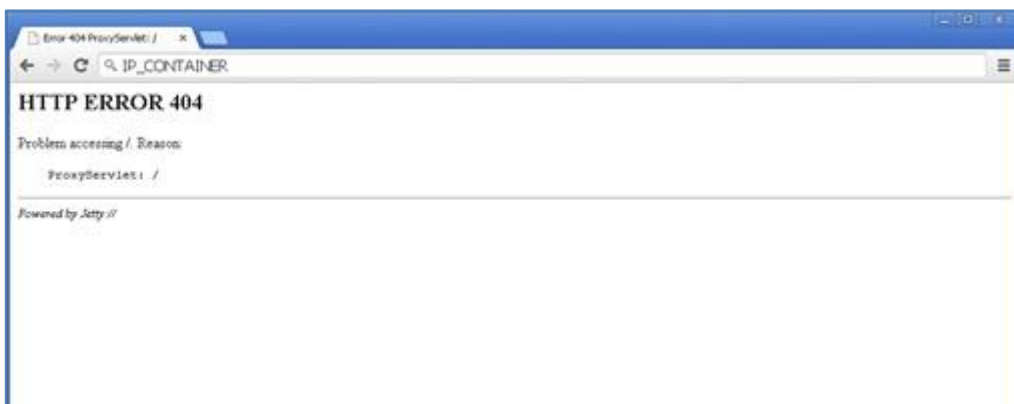 Error 404 ProxyServlet: /
IP_CONTAINER
HTTP ERROR 404
Problem accessing /. Reason:
ProxyServlet: /
Powered by Jetty://